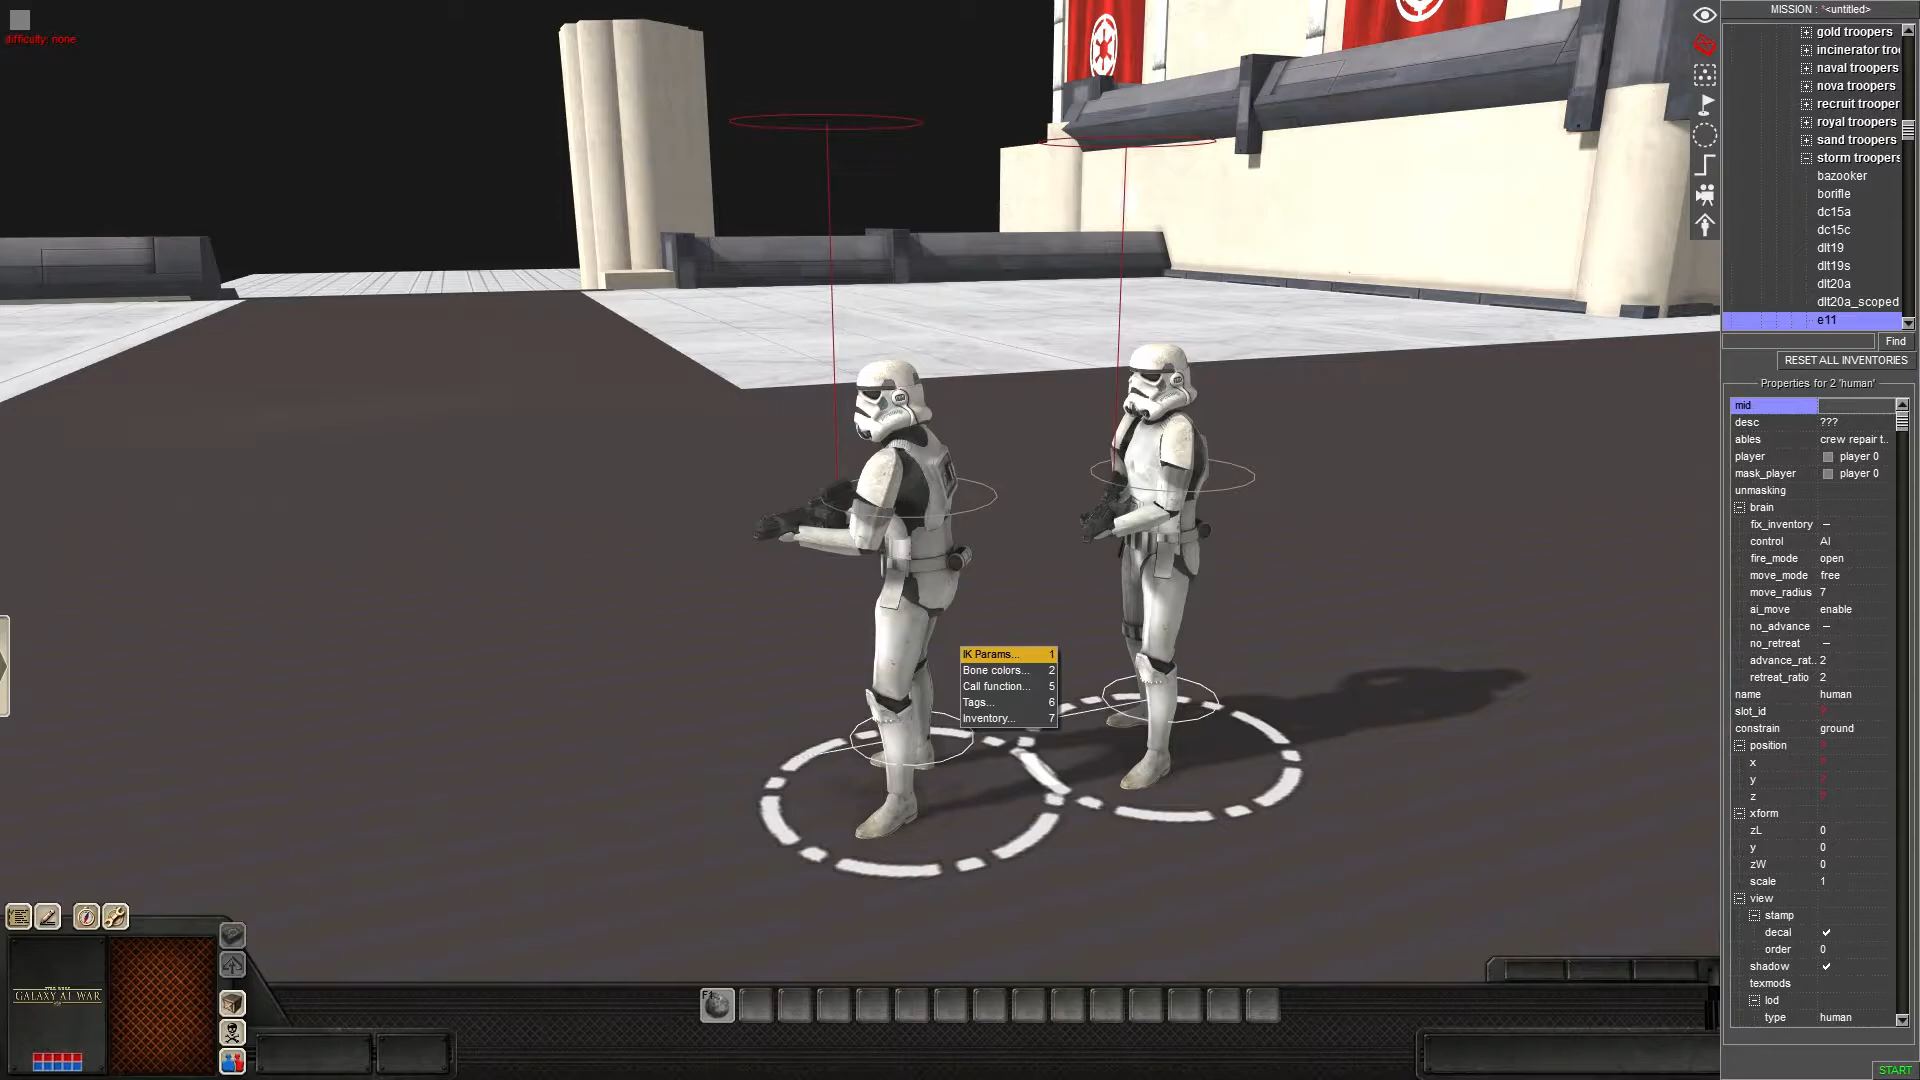 difficulty: none
MISSION : *<untitled>
gold troopers
incinerator tro
naval troopers
nova troopers
recruit trooper
royal troopers
sand troopers
storm troopers
bazooker
borifle
dc15a
dc15c
dlt19
dlt19s
dlt20a
dlt20a_scoped
e11
Find
RESET ALL INVENTORIES
Properties for 2 'human'
mid
desc ???
ables crew repair t..
player player 0
mask_player player 0
unmasking
brain
fix_inventory –
control AI
fire_mode open
move_mode free
move_radius 7
ai_move enable
no_advance –
no_retreat –
advance_rat.. 2
retreat_ratio 2
name human
slot_id ?
constrain ground
position ?
x ?
y ?
z ?
xform
zL 0
y 0
zW 0
scale 1
view
stamp
decal
order 0
shadow
texmods
lod
type human
START
IK Params... 1
Bone colors... 2
Call function... 5
Tags... 6
Inventory... 7
F1
STAR WARS
GALAXY AT WAR